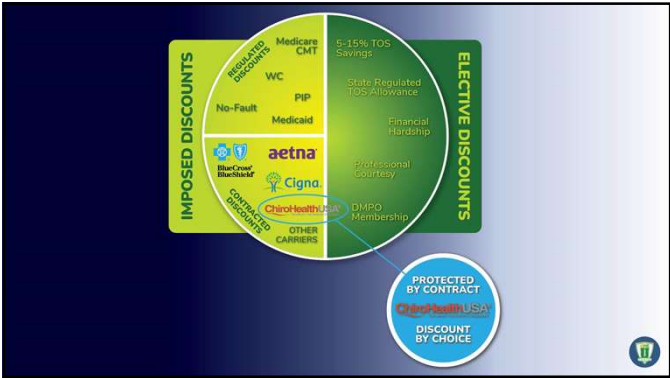 IMPOSED DISCOUNTS
REGULATED
DISCOUNTS
Medicare
CMT
WC
PIP
No-Fault
Medicaid
BlueCross®
BlueShield®
aetna®
Cigna.
CONTRACTED
DISCOUNTS
ChiroHealthUSA®
OTHER
CARRIERS
5-15% TOS
Savings
State Regulated
TOS Allowance
Financial
Hardship
Professional
Courtesy
DMPO
Membership
ELECTIVE DISCOUNTS
PROTECTED
BY CONTRACT
ChiroHealthUSA®
DISCOUNT
BY CHOICE